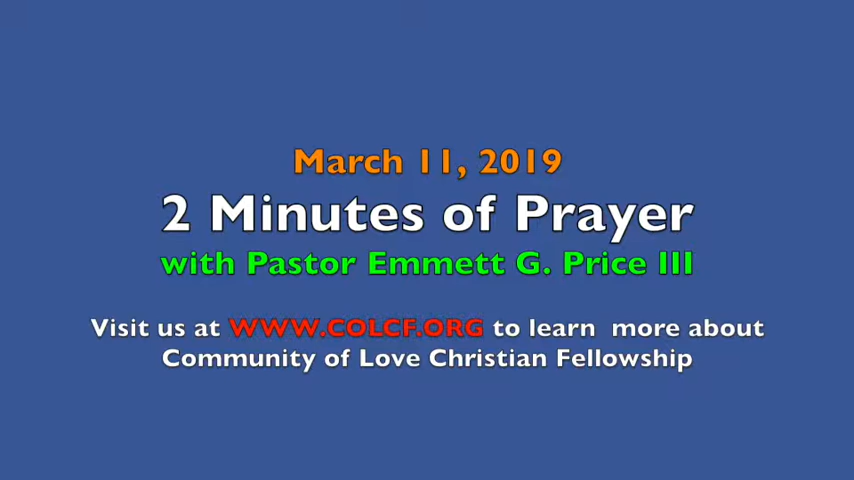 March 11, 2019
2 Minutes of Prayer
with Pastor Emmett G. Price III
Visit us at WWW.COLCF.ORG to learn  more about
Community of Love Christian Fellowship